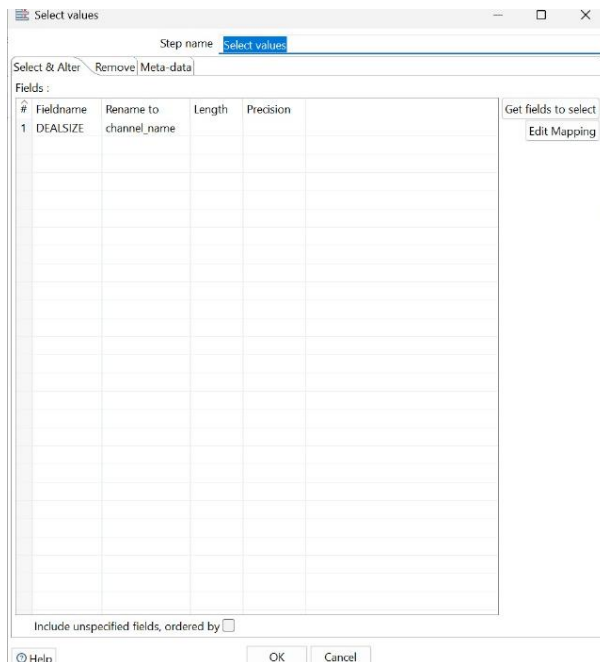 Select values
Step name Select values
Select & Alter Remove Meta-data
Fields :
# Fieldname Rename to Length Precision
Get fields to select
1 DEALSIZE channel_name
Edit Mapping
Include unspecified fields, ordered by
Help OK Cancel